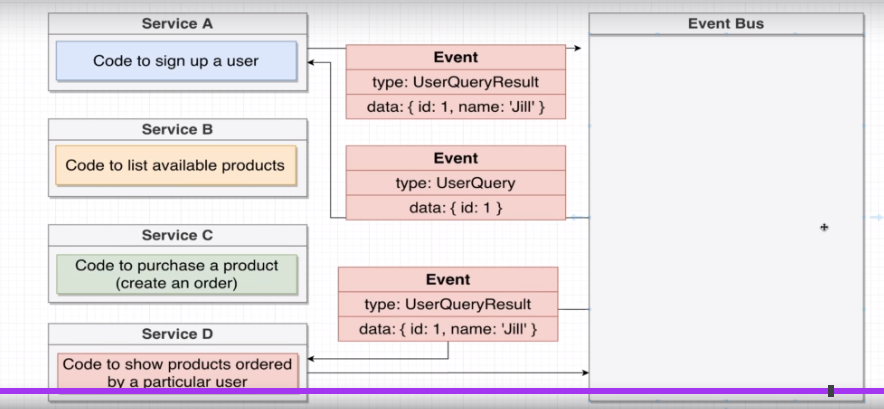 Service A
Code to sign up a user
Service B
Code to list available products
Service C
Code to purchase a product
(create an order)
Service D
Code to show products ordered
by a particular user
Event
type: UserQueryResult
data: { id: 1, name: 'Jill' }
Event
type: UserQuery
data: { id: 1 }
Event
type: UserQueryResult
data: { id: 1, name: 'Jill' }
Event Bus